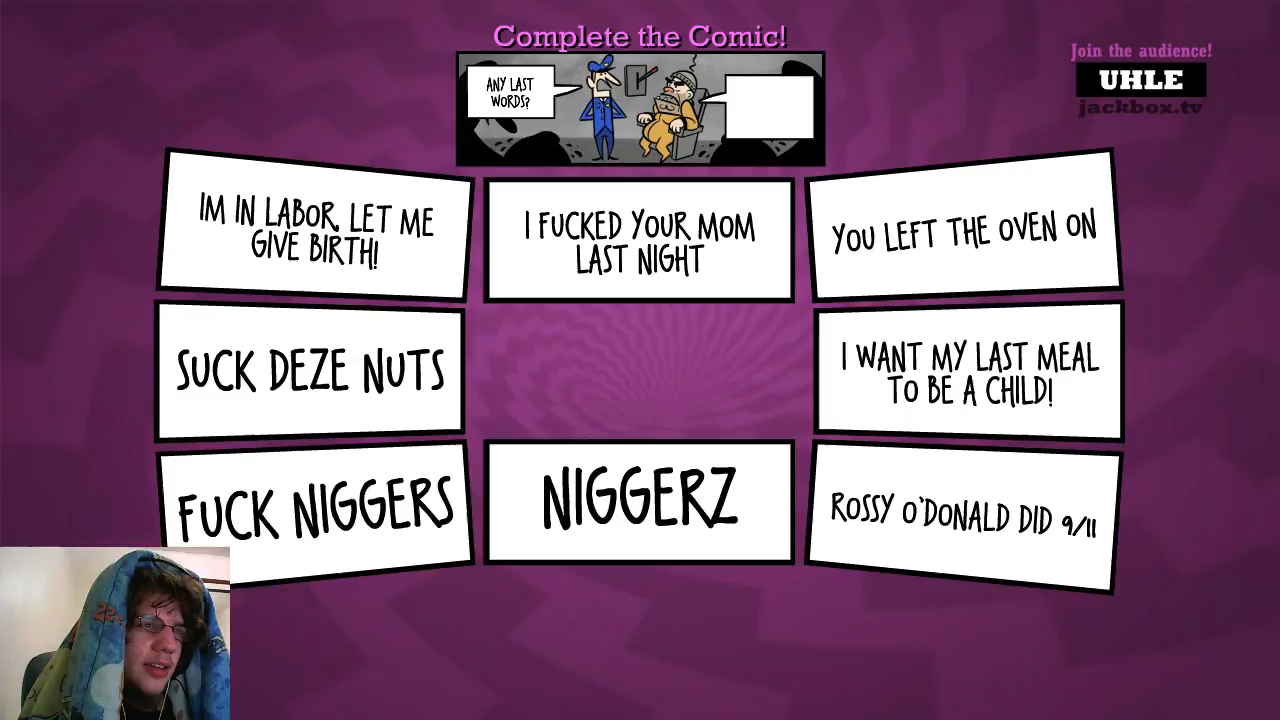 Complete the Comic!
ANY LAST
WORDS?
Join the audience!
UHLE
jackbox.tv
IM IN LABOR, LET ME
GIVE BIRTH!
I FUCKED YOUR MOM
LAST NIGHT
YOU LEFT THE OVEN ON
SUCK DEZE NUTS
I WANT MY LAST MEAL
TO BE A CHILD!
FUCK NIGGERS
NIGGERZ
ROSSY O'DONALD DID 9/11